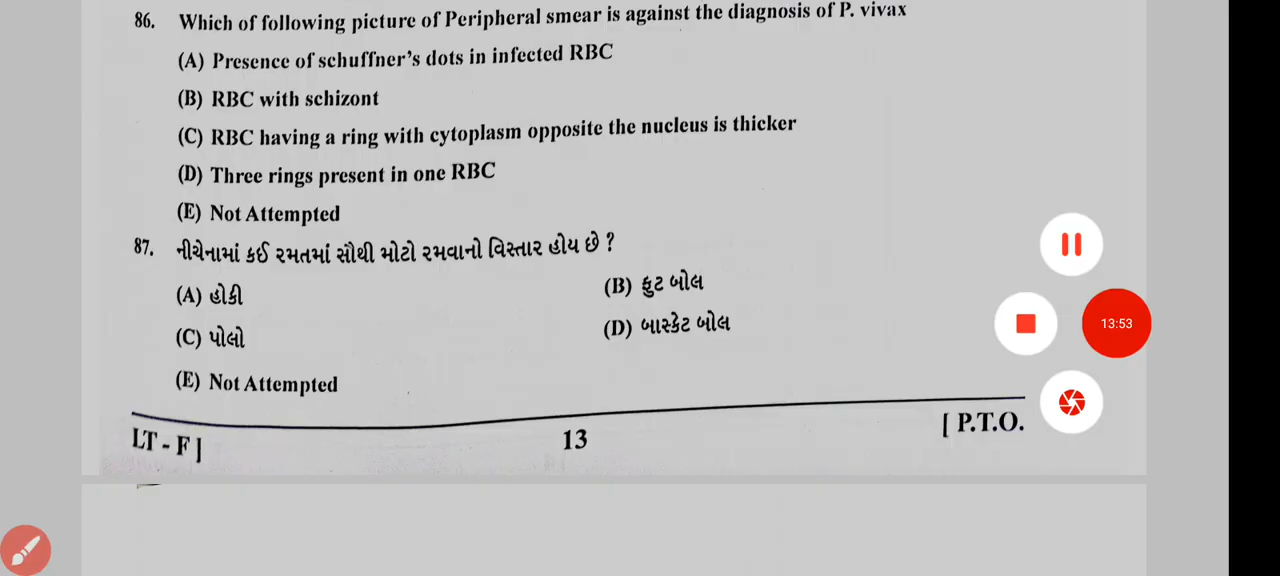 86. Which of following picture of Peripheral smear is against the diagnosis of P. vivax
(A) Presence of schuffner's dots in infected RBC
(B) RBC with schizont
(C) RBC having a ring with cytoplasm opposite the nucleus is thicker
(D) Three rings present in one RBC
(E) Not Attempted
87. નીચેનામાં કઈ રમતમાં સૌથી મોટો રમવાનો વિસ્તાર હોય છે ?
(A) હોકી (B) ફુટ બોલ
(C) પોલો (D) બાસ્કેટ બોલ
(E) Not Attempted
13:53
LT - F ] 13 [ P.T.O.